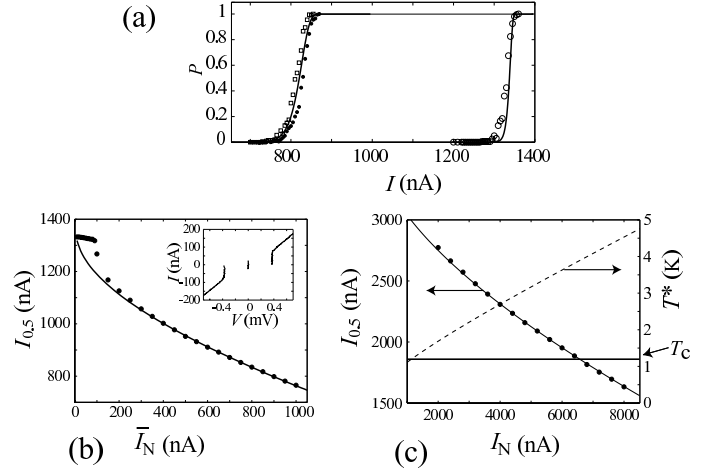 (a)
P
1
0.8
0.6
0.4
0.2
0
800 1000 1200 1400
I (nA)
1400
1200
1000
800
I0.5 (nA)
0 200 400 600 800 1000
ĪN (nA)
(b)
I (nA)
200
100
0
-100
-200
-0.4 0 0.4
V (mV)
3000
2500
2000
1500
I0.5 (nA)
2000 4000 6000 8000
IN (nA)
(c)
5
4
3
2
1
0
T* (K)
Tc